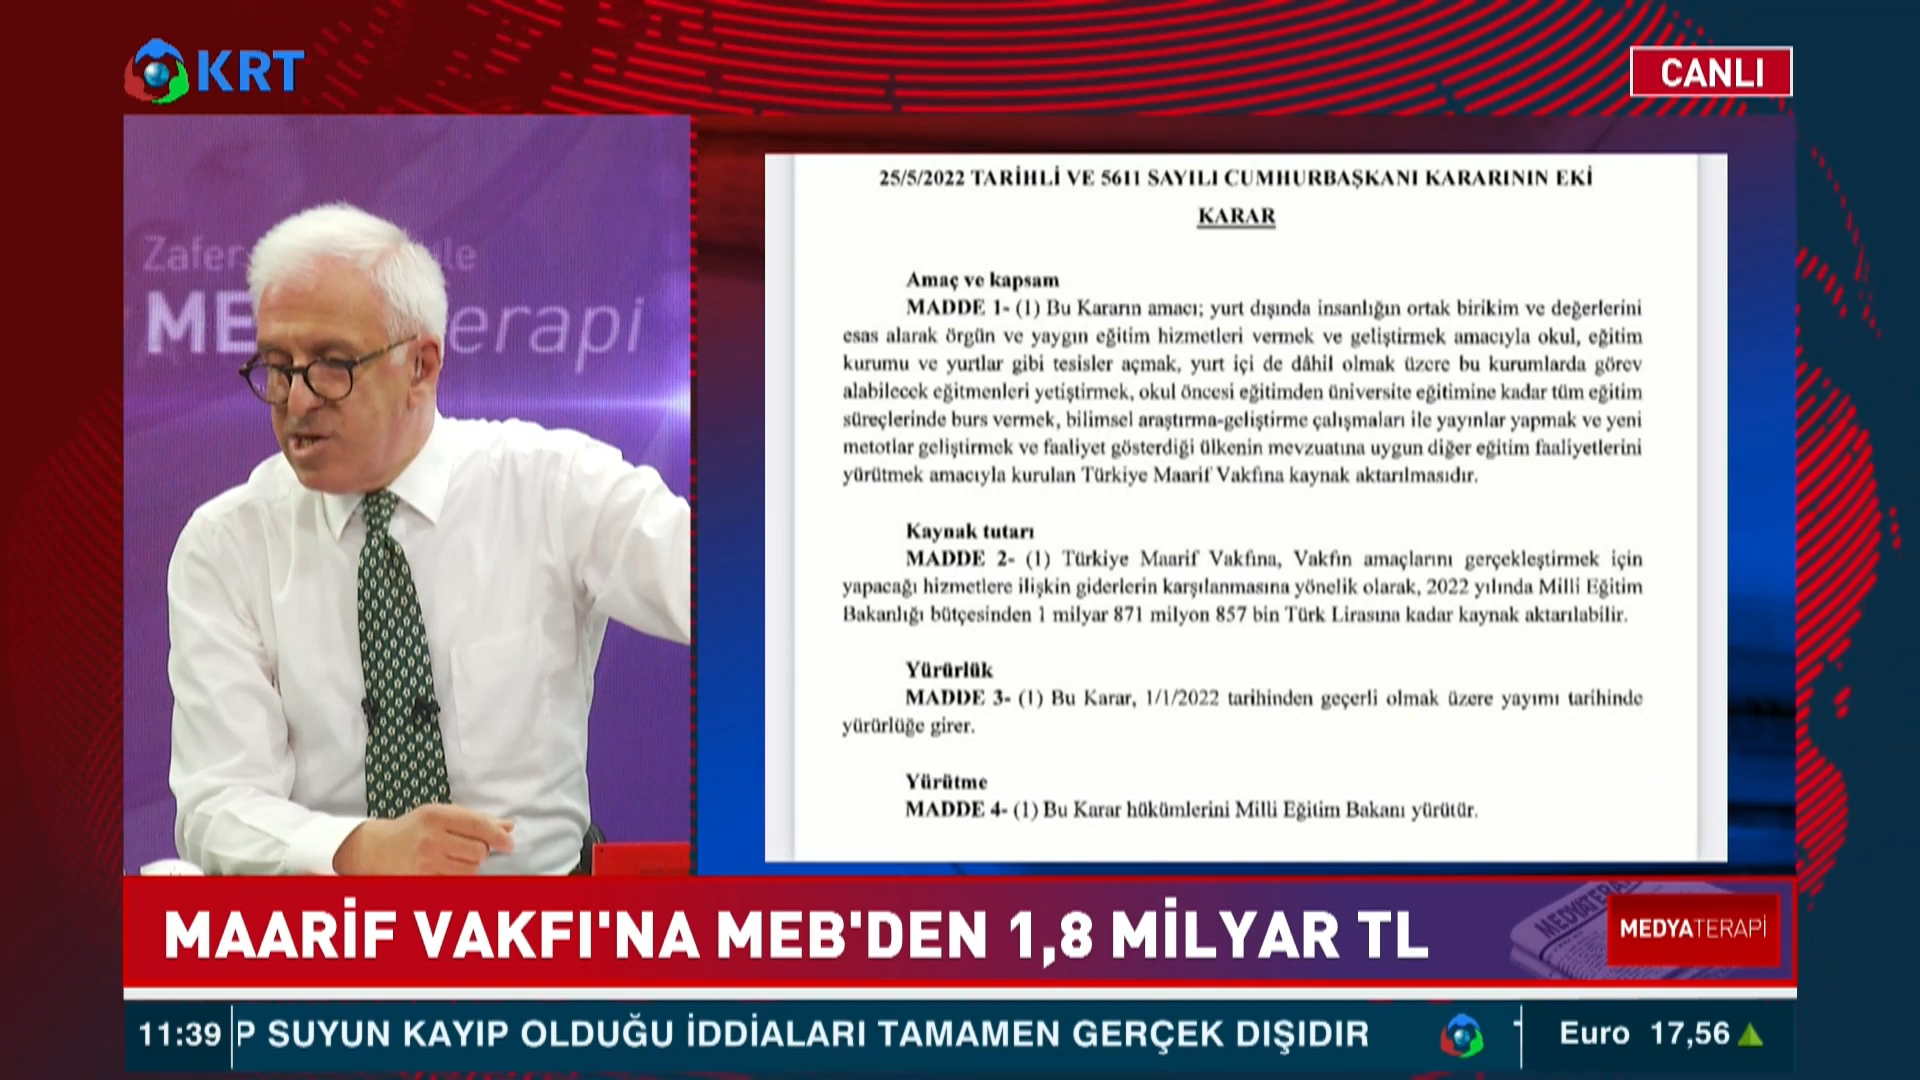 KRT
CANLI
Zafer le
ME erapi
25/5/2022 TARİHLİ VE 5611 SAYILI CUMHURBAŞKANI KARARININ EKİ
KARAR
Amaç ve kapsam
MADDE 1- (1) Bu Kararın amacı; yurt dışında insanlığın ortak birikim ve değerlerini
esas alarak örgün ve yaygın eğitim hizmetleri vermek ve geliştirmek amacıyla okul, eğitim
kurumu ve yurtlar gibi tesisler açmak, yurt içi de dâhil olmak üzere bu kurumlarda görev
alabilecek eğitmenleri yetiştirmek, okul öncesi eğitimden üniversite eğitimine kadar tüm eğitim
süreçlerinde burs vermek, bilimsel araştırma-geliştirme çalışmaları ile yayınlar yapmak ve yeni
metotlar geliştirmek ve faaliyet gösterdiği ülkenin mevzuatına uygun diğer eğitim faaliyetlerini
yürütmek amacıyla kurulan Türkiye Maarif Vakfına kaynak aktarılmasıdır.
Kaynak tutarı
MADDE 2- (1) Türkiye Maarif Vakfına, Vakfın amaçlarını gerçekleştirmek için
yapacağı hizmetlere ilişkin giderlerin karşılanmasına yönelik olarak, 2022 yılında Milli Eğitim
Bakanlığı bütçesinden 1 milyar 871 milyon 857 bin Türk Lirasına kadar kaynak aktarılabilir.
Yürürlük
MADDE 3- (1) Bu Karar, 1/1/2022 tarihinden geçerli olmak üzere yayımı tarihinde
yürürlüğe girer.
Yürütme
MADDE 4- (1) Bu Karar hükümlerini Milli Eğitim Bakanı yürütür.
MAARİF VAKFI'NA MEB'DEN 1,8 MİLYAR TL
MEDYATERAPİ
11:39 P SUYUN KAYIP OLDUĞU İDDİALARI TAMAMEN GERÇEK DIŞIDIR
Euro 17,56